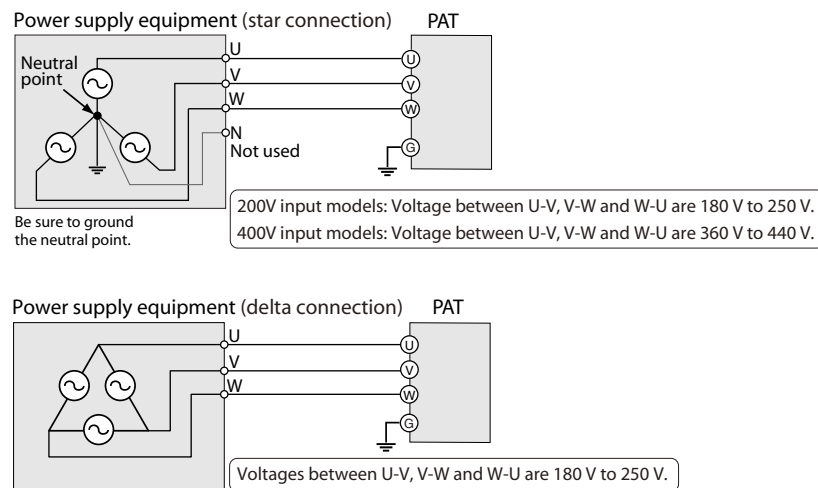 Power supply equipment (star connection)
PAT
Neutral
point
U
V
W
N
Not used
U
V
W
G
Be sure to ground
the neutral point.
200V input models: Voltage between U-V, V-W and W-U are 180 V to 250 V.
400V input models: Voltage between U-V, V-W and W-U are 360 V to 440 V.
Power supply equipment (delta connection)
PAT
U
V
W
U
V
W
G
Voltages between U-V, V-W and W-U are 180 V to 250 V.